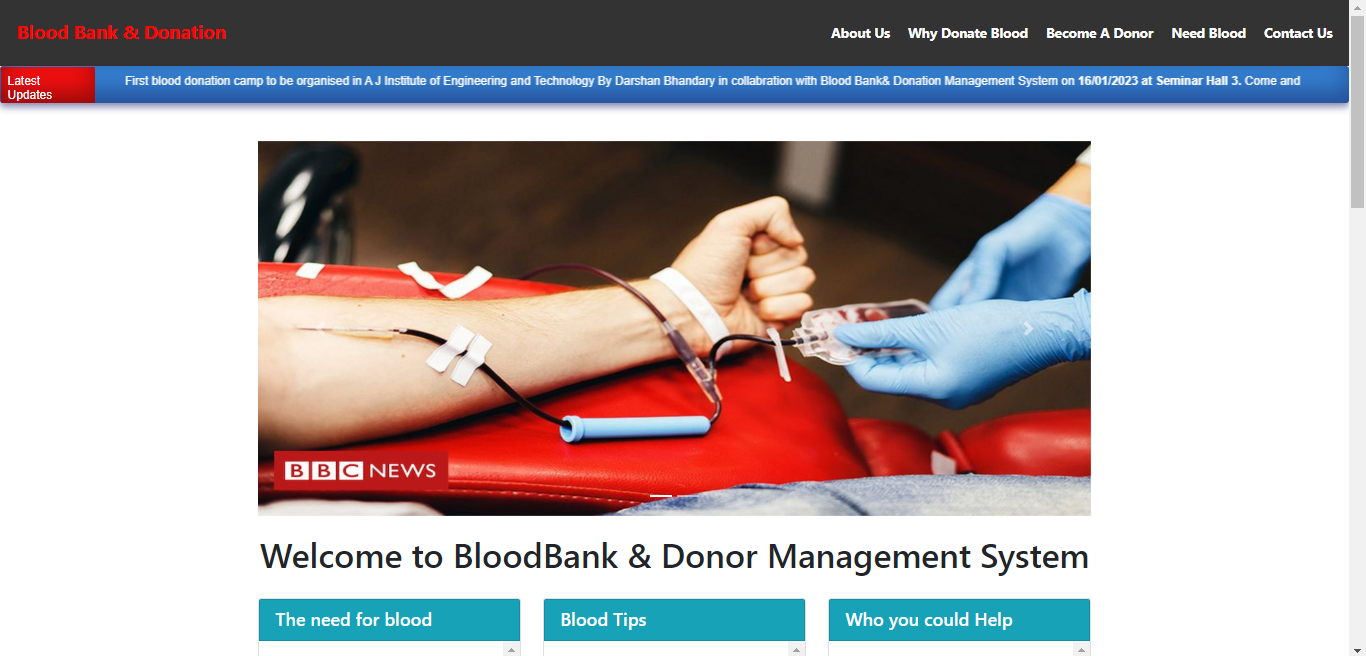 Blood Bank & Donation
About Us
Why Donate Blood
Become A Donor
Need Blood
Contact Us
Latest
Updates
First blood donation camp to be organised in A J Institute of Engineering and Technology By Darshan Bhandary in collabration with Blood Bank& Donation Management System on 16/01/2023 at Seminar Hall 3. Come and
BBC NEWS
Welcome to BloodBank & Donor Management System
The need for blood
Blood Tips
Who you could Help